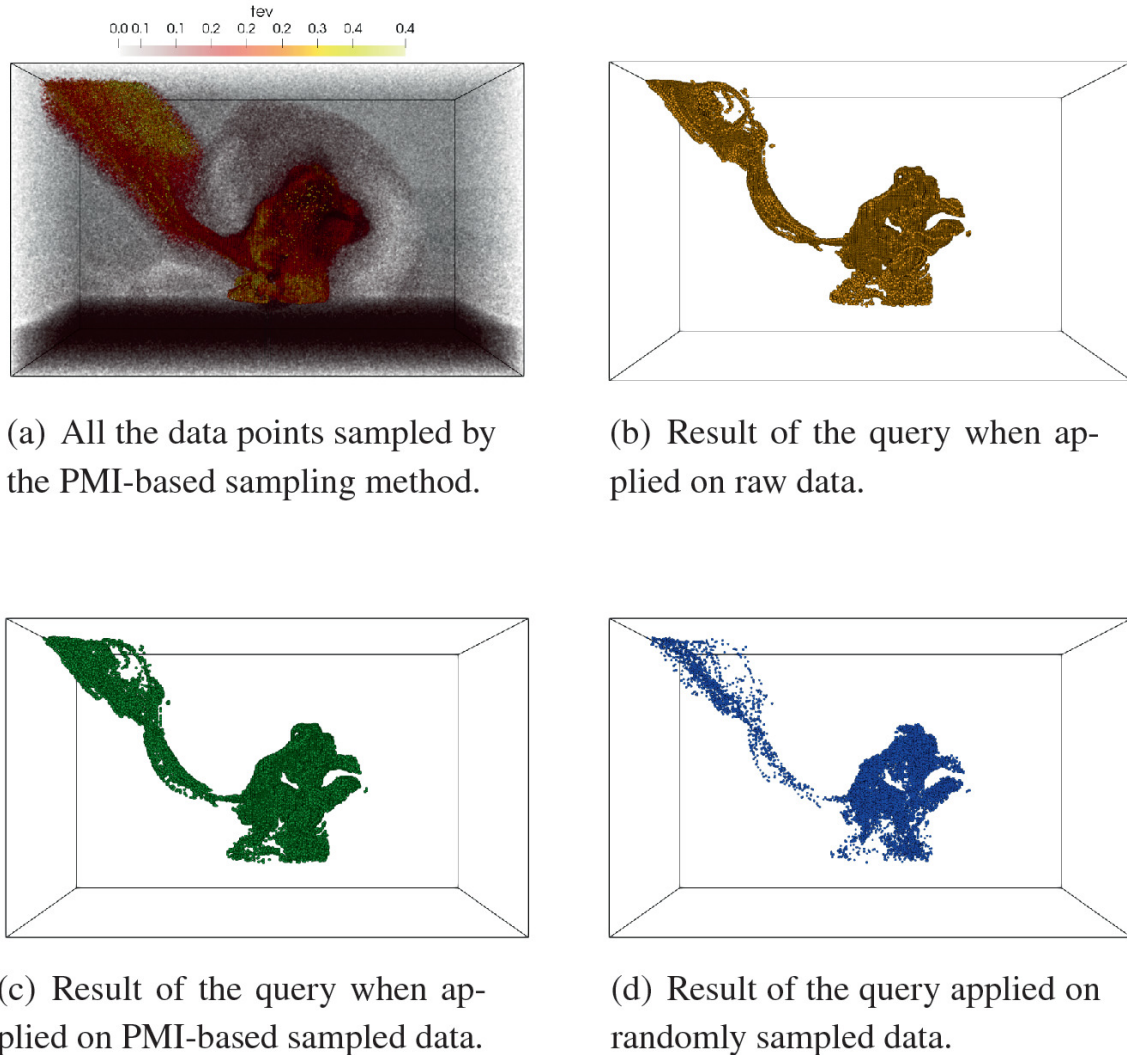 tev
0.0 0.1 0.1 0.2 0.2 0.2 0.3 0.4 0.4
(a) All the data points sampled by
the PMI-based sampling method.
(b) Result of the query when ap-
plied on raw data.
(c) Result of the query when ap-
plied on PMI-based sampled data.
(d) Result of the query applied on
randomly sampled data.